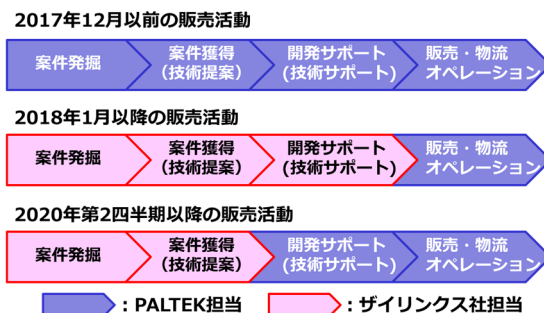 2017年12月以前の販売活動
案件発掘
案件獲得
(技術提案)
開発サポート
(技術サポート)
販売・物流
オペレーション
2018年1月以降の販売活動
案件発掘
案件獲得
(技術提案)
開発サポート
(技術サポート)
販売・物流
オペレーション
2020年第2四半期以降の販売活動
案件発掘
案件獲得
(技術提案)
開発サポート
(技術サポート)
販売・物流
オペレーション
：PALTEK担当
：ザイリンクス社担当